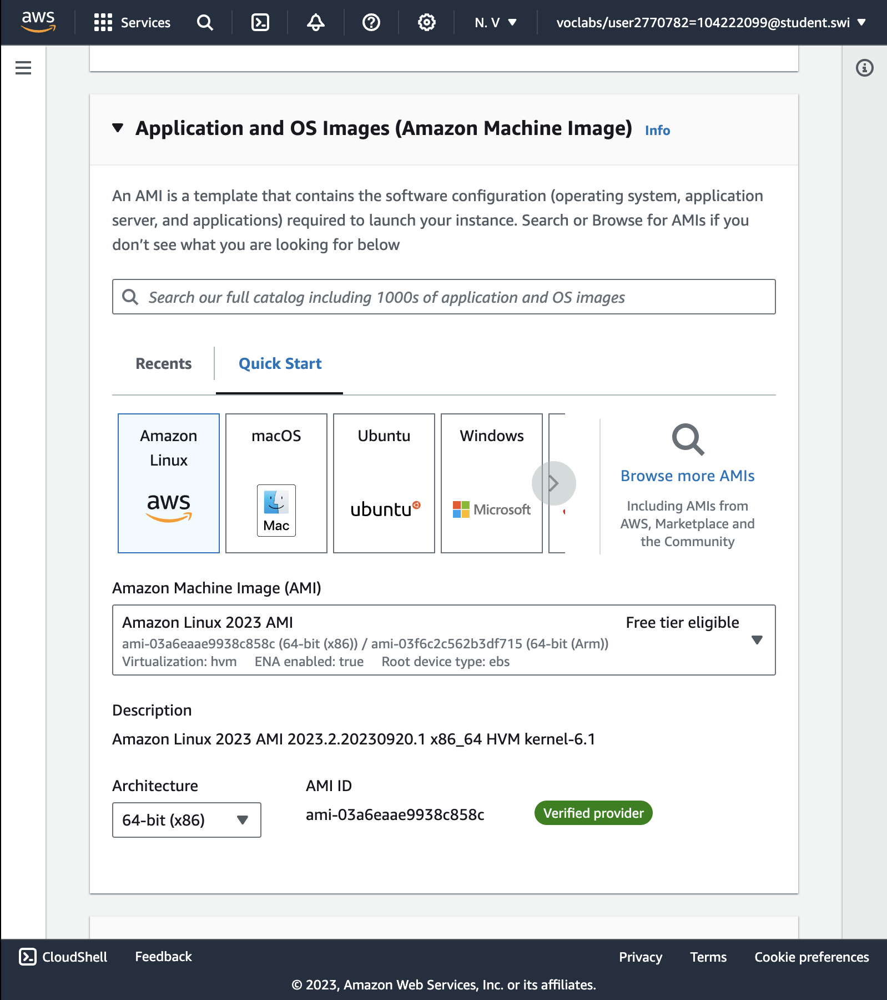 aws
Services
N. V
voclabs/user2770782=104222099@student.swi
Application and OS Images (Amazon Machine Image) Info
An AMI is a template that contains the software configuration (operating system, application
server, and applications) required to launch your instance. Search or Browse for AMIs if you
don't see what you are looking for below
Search our full catalog including 1000s of application and OS images
Recents
Quick Start
Amazon
Linux
aws
macOS
Mac
Ubuntu
ubuntu
Windows
Microsoft
Browse more AMIs
Including AMIs from
AWS, Marketplace and
the Community
Amazon Machine Image (AMI)
Amazon Linux 2023 AMI
Free tier eligible
ami-03a6eaae9938c858c (64-bit (x86)) / ami-03f6c2c562b3df715 (64-bit (Arm))
Virtualization: hvm ENA enabled: true Root device type: ebs
Description
Amazon Linux 2023 AMI 2023.2.20230920.1 x86_64 HVM kernel-6.1
Architecture
AMI ID
64-bit (x86)
ami-03a6eaae9938c858c
Verified provider
CloudShell
Feedback
Privacy
Terms
Cookie preferences
© 2023, Amazon Web Services, Inc. or its affiliates.